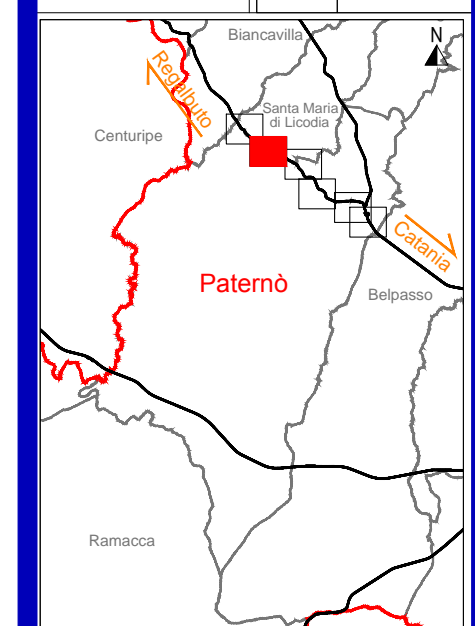 Biancavilla
N
Regalbuto
Santa Maria
di Licodia
Centuripe
Catania
Paternò
Belpasso
Ramacca